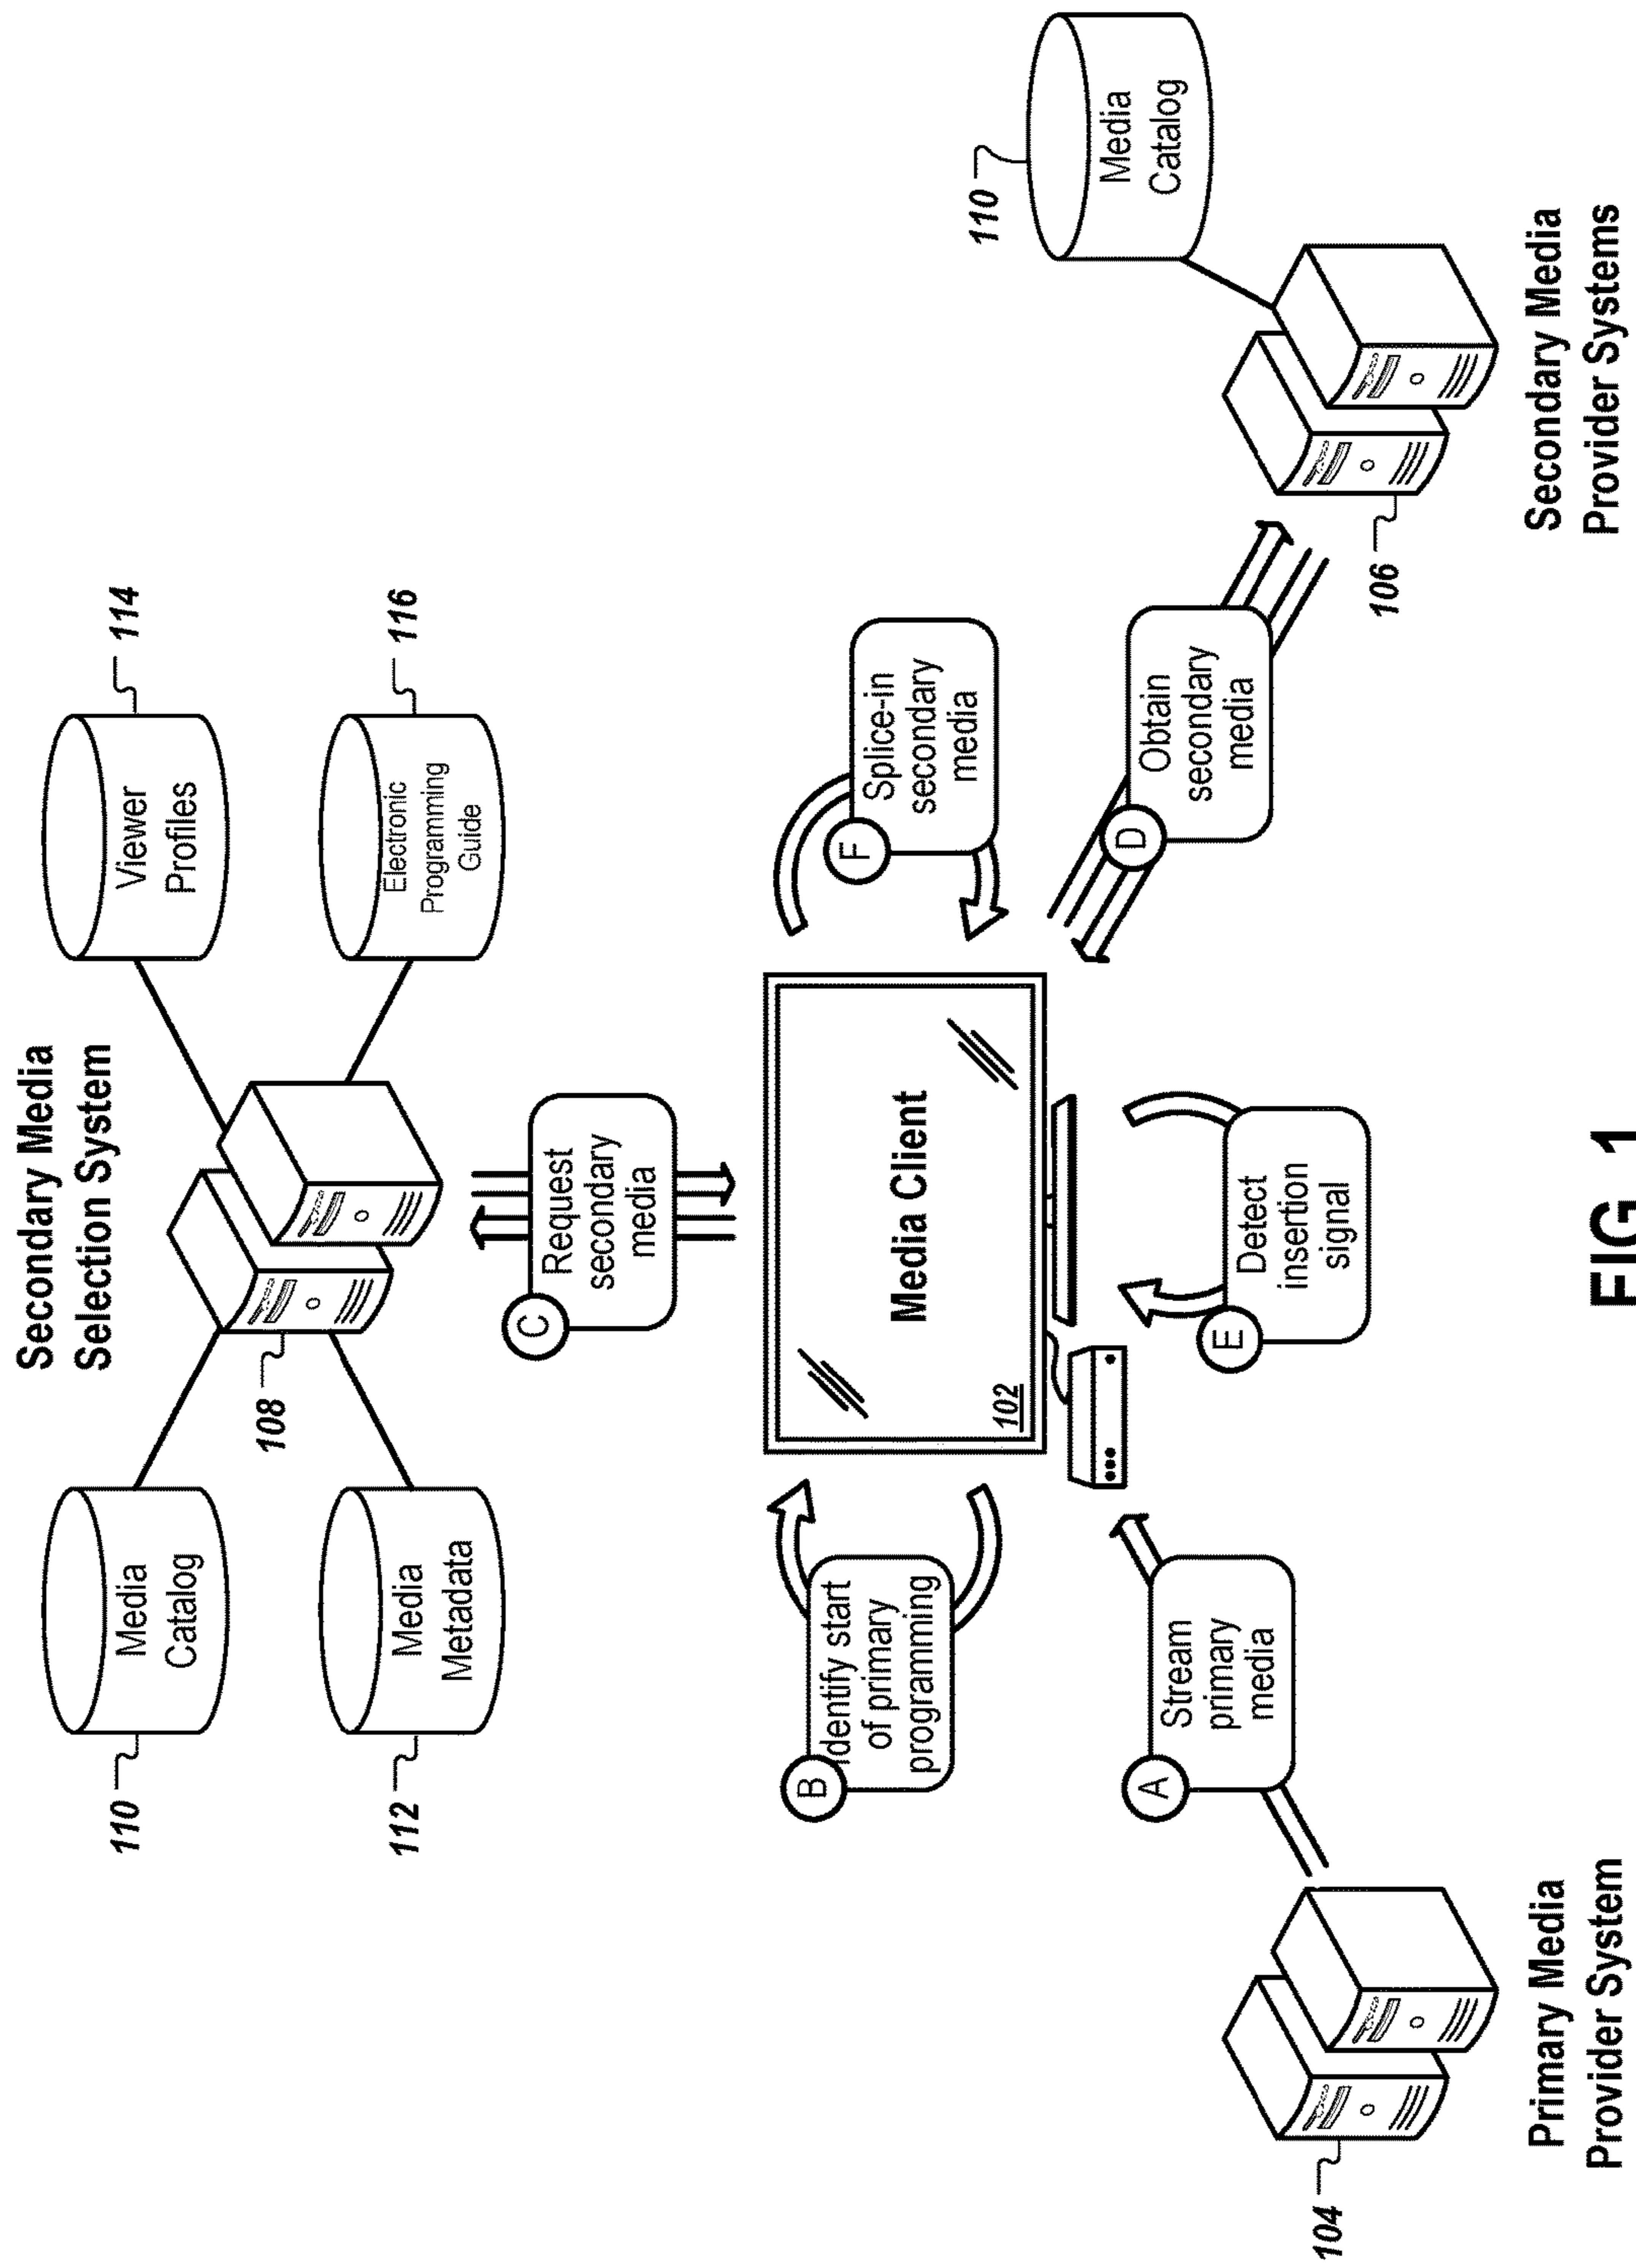 Secondary Media
Selection System
110
Media
Catalog
112
Media
Metadata
108
Viewer
Profiles
114
Electronic
Programming
Guide
116
C
Request
secondary
media
B
Identify start
of primary
programming
Media Client
102
F
Splice-in
secondary
media
A
Stream
primary
media
E
Detect
insertion
signal
D
Obtain
secondary
media
110
Media
Catalog
104
Primary Media
Provider System
106
Secondary Media
Provider Systems
FIG. 1